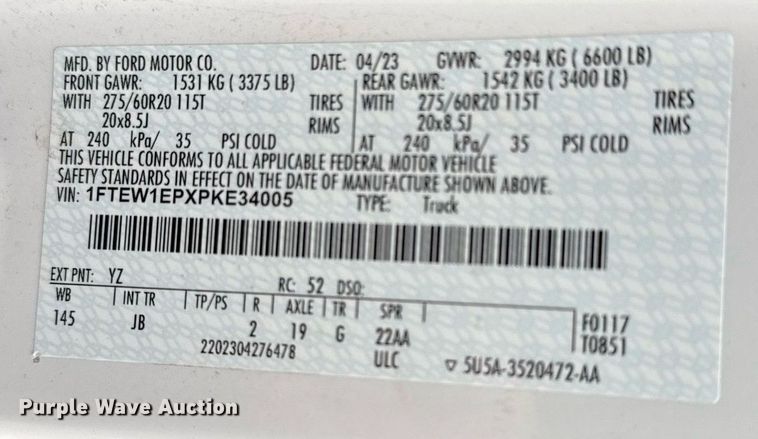 MFD. BY FORD MOTOR CO. DATE: 04/23 GVWR: 2994 KG ( 6600 LB)
FRONT GAWR: 1531 KG ( 3375 LB) REAR GAWR: 1542 KG ( 3400 LB)
WITH 275/60R20 115T TIRES WITH 275/60R20 115T TIRES
20x8.5J RIMS 20x8.5J RIMS
AT 240 kPa/ 35 PSI COLD AT 240 kPa/ 35 PSI COLD
THIS VEHICLE CONFORMS TO ALL APPLICABLE FEDERAL MOTOR VEHICLE
SAFETY STANDARDS IN EFFECT ON THE DATE OF MANUFACTURE SHOWN ABOVE.
VIN: 1FTEW1EPXPKE34005 TYPE: Truck
EXT PNT: YZ RC: 52 DSO:
WB INT TR TP/PS R AXLE TR SPR
145 JB 2 19 G 22AA F0117
2202304276478 ULC T0851
5U5A-3520472-AA
Purple Wave Auction